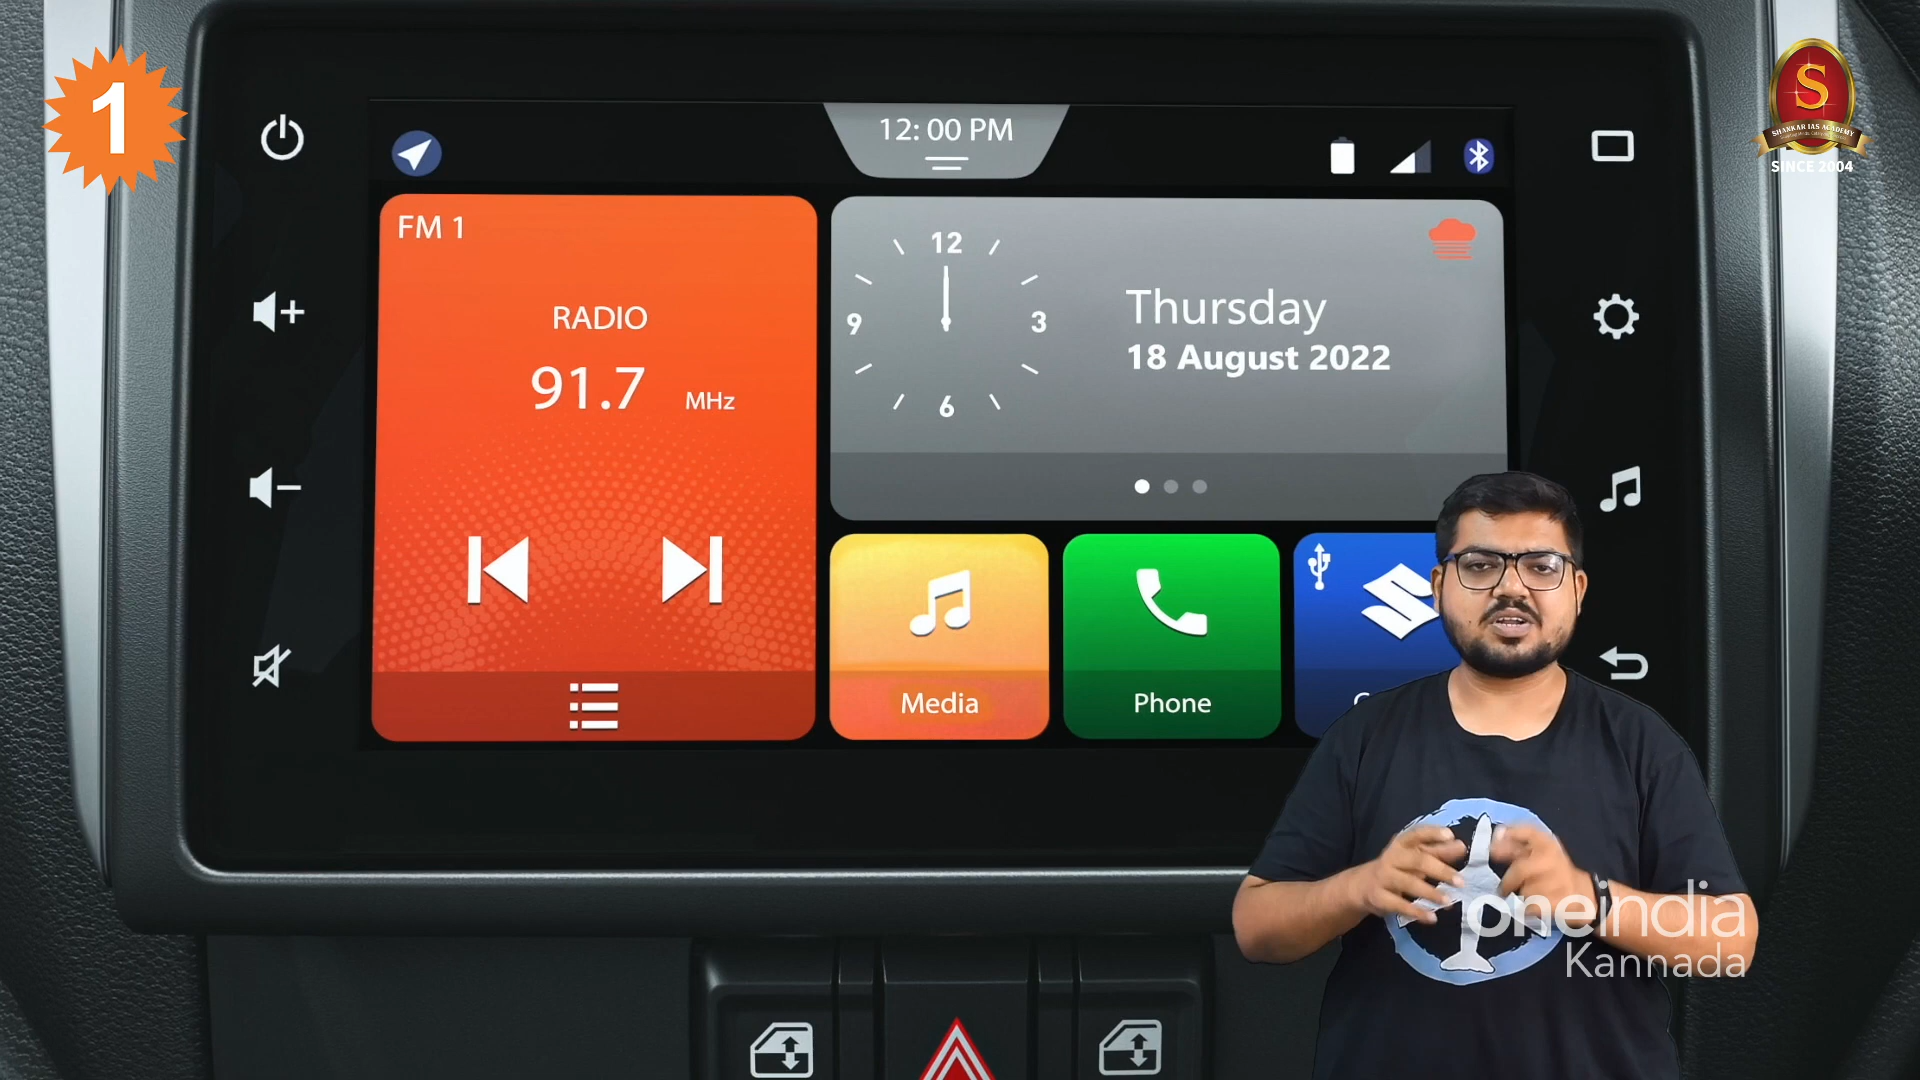 1
12: 00 PM
FM 1
RADIO
91.7 MHz
12
9
3
6
Thursday
18 August 2022
Media
Phone
S
SHANKAR IAS ACADEMY
SINCE 2004
oneindia
Kannada